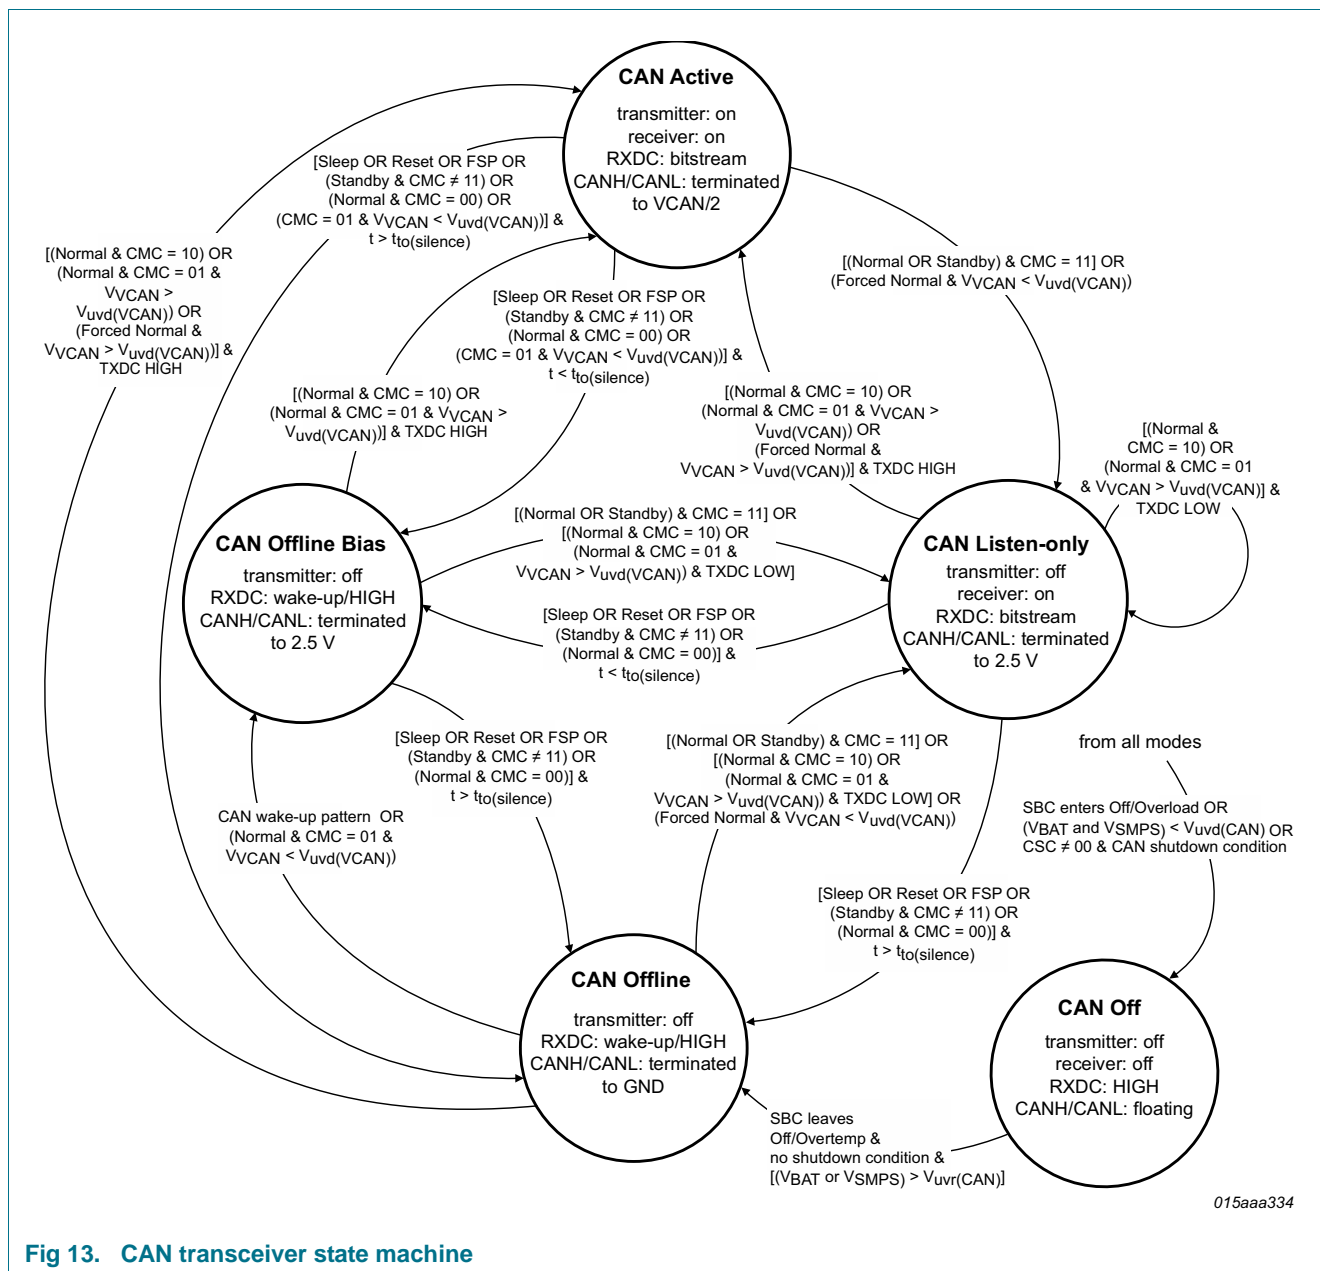 CAN Active
transmitter: on
receiver: on
RXDC: bitstream
CANH/CANL: terminated
to VCAN/2
[Sleep OR Reset OR FSP OR
(Standby & CMC ≠ 11) OR
(Normal & CMC = 00) OR
(CMC = 01 & VVCAN < Vuvd(VCAN))] &
t > tto(silence)
[(Normal & CMC = 10) OR
(Normal & CMC = 01 &
VVCAN >
Vuvd(VCAN)) OR
(Forced Normal &
VVCAN > Vuvd(VCAN))] &
TXDC HIGH
[(Normal OR Standby) & CMC = 11] OR
(Forced Normal & VVCAN < Vuvd(VCAN))
[Sleep OR Reset OR FSP OR
(Standby & CMC ≠ 11) OR
(Normal & CMC = 00) OR
(CMC = 01 & VVCAN < Vuvd(VCAN))] &
t < tto(silence)
[(Normal & CMC = 10) OR
(Normal & CMC = 01 & VVCAN >
Vuvd(VCAN))] & TXDC HIGH
[(Normal & CMC = 10) OR
(Normal & CMC = 01 & VVCAN >
Vuvd(VCAN)) OR
(Forced Normal &
VVCAN > Vuvd(VCAN))] & TXDC HIGH
[(Normal &
CMC = 10) OR
(Normal & CMC = 01
& VVCAN > Vuvd(VCAN)] &
TXDC LOW
CAN Offline Bias
transmitter: off
RXDC: wake-up/HIGH
CANH/CANL: terminated
to 2.5 V
[(Normal OR Standby) & CMC = 11] OR
[(Normal & CMC = 10) OR
(Normal & CMC = 01 &
VVCAN > Vuvd(VCAN)) & TXDC LOW]
CAN Listen-only
transmitter: off
receiver: on
RXDC: bitstream
CANH/CANL: terminated
to 2.5 V
[Sleep OR Reset OR FSP OR
(Standby & CMC ≠ 11) OR
(Normal & CMC = 00)] &
t < tto(silence)
[Sleep OR Reset OR FSP OR
(Standby & CMC ≠ 11) OR
(Normal & CMC = 00)] &
t > tto(silence)
[(Normal OR Standby) & CMC = 11] OR
[(Normal & CMC = 10) OR
(Normal & CMC = 01 &
VVCAN > Vuvd(VCAN)) & TXDC LOW] OR
(Forced Normal & VVCAN < Vuvd(VCAN))
from all modes
SBC enters Off/Overload OR
(VBAT and VSMPS) < Vuvd(CAN) OR
CSC ≠ 00 & CAN shutdown condition
CAN wake-up pattern OR
(Normal & CMC = 01 &
VVCAN < Vuvd(VCAN))
[Sleep OR Reset OR FSP OR
(Standby & CMC ≠ 11) OR
(Normal & CMC = 00)] &
t > tto(silence)
CAN Offline
transmitter: off
RXDC: wake-up/HIGH
CANH/CANL: terminated
to GND
CAN Off
transmitter: off
receiver: off
RXDC: HIGH
CANH/CANL: floating
SBC leaves
Off/Overtemp &
no shutdown condition &
[(VBAT or VSMPS) > Vuvr(CAN)]
015aaa334
Fig 13. CAN transceiver state machine